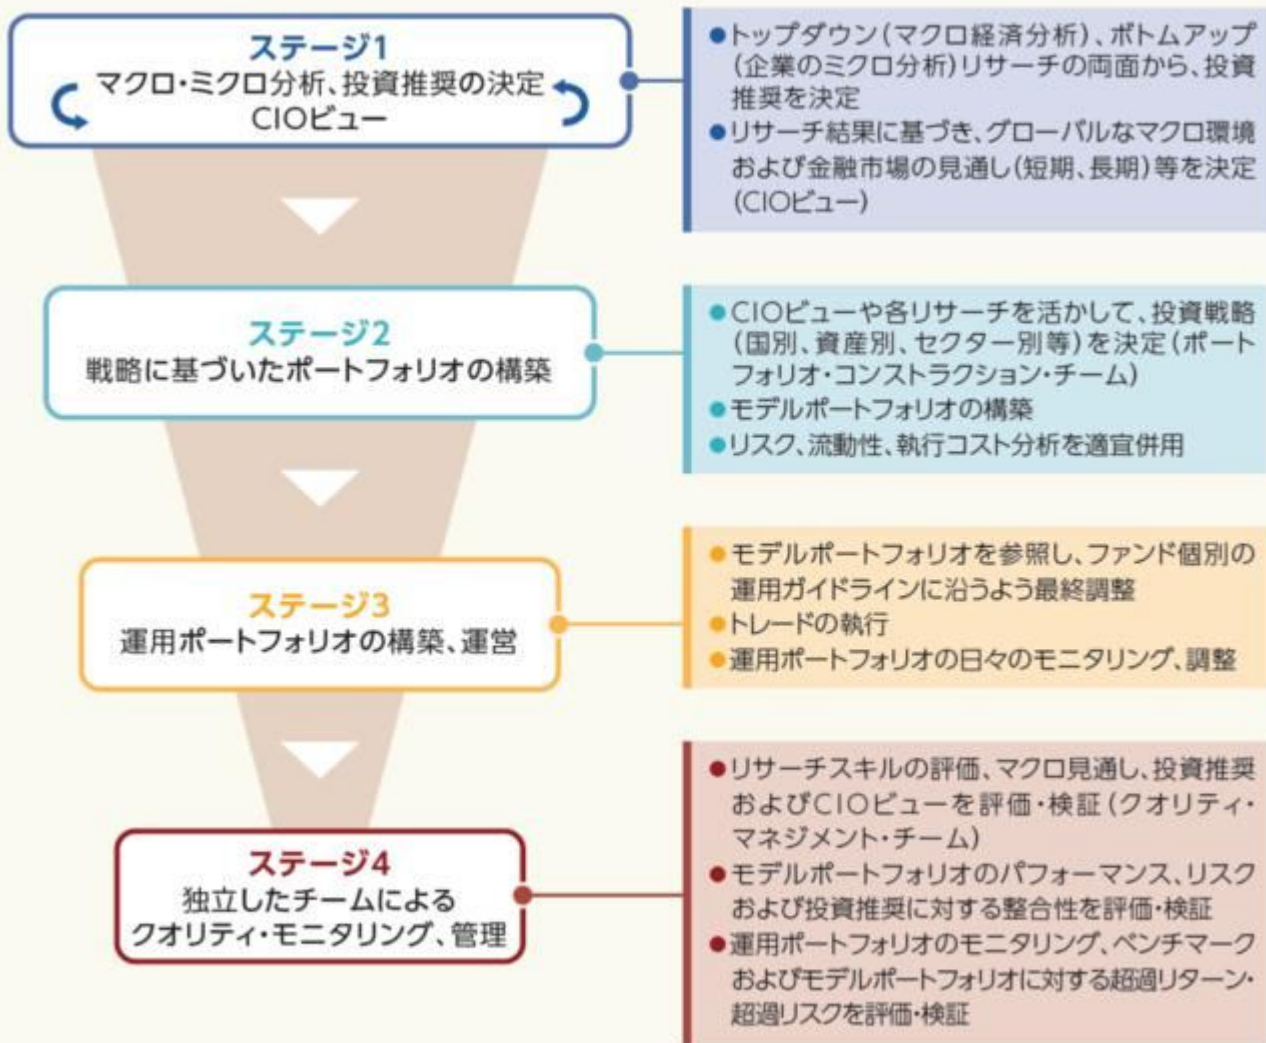 ステージ1
マクロ・ミクロ分析、投資推奨の決定
CIOビュー
●トップダウン(マクロ経済分析)、ボトムアップ
(企業のミクロ分析)リサーチの両面から、投資
推奨を決定
●リサーチ結果に基づき、グローバルなマクロ環境
および金融市場の見通し(短期、長期)等を決定
(CIOビュー)
ステージ2
戦略に基づいたポートフォリオの構築
●CIOビューや各リサーチを活かして、投資戦略
(国別、資産別、セクター別等)を決定(ポート
フォリオ・コンストラクション・チーム)
●モデルポートフォリオの構築
●リスク、流動性、執行コスト分析を適宜併用
ステージ3
運用ポートフォリオの構築、運営
●モデルポートフォリオを参照し、ファンド個別の
運用ガイドラインに沿うよう最終調整
●トレードの執行
●運用ポートフォリオの日々のモニタリング、調整
ステージ4
独立したチームによる
クオリティ・モニタリング、管理
●リサーチスキルの評価、マクロ見通し、投資推奨
およびCIOビューを評価・検証(クオリティ・
マネジメント・チーム)
●モデルポートフォリオのパフォーマンス、リスク
および投資推奨に対する整合性を評価・検証
●運用ポートフォリオのモニタリング、ベンチマーク
およびモデルポートフォリオに対する超過リターン・
超過リスクを評価・検証